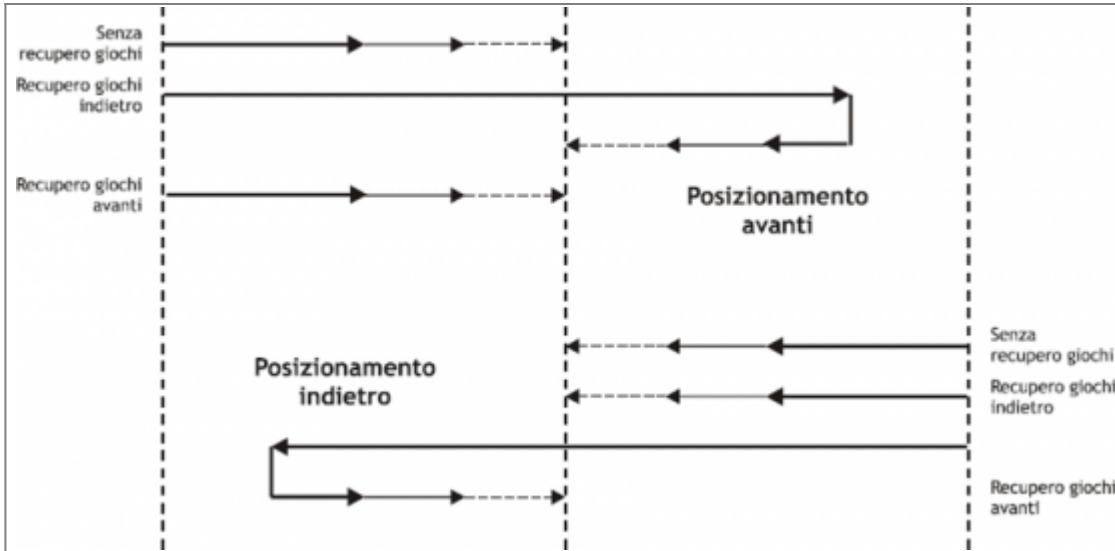 Senza
recupero giochi
Recupero giochi
indietro
Recupero giochi
avanti
Posizionamento
avanti
Posizionamento
indietro
Senza
recupero giochi
Recupero giochi
indietro
Recupero giochi
avanti